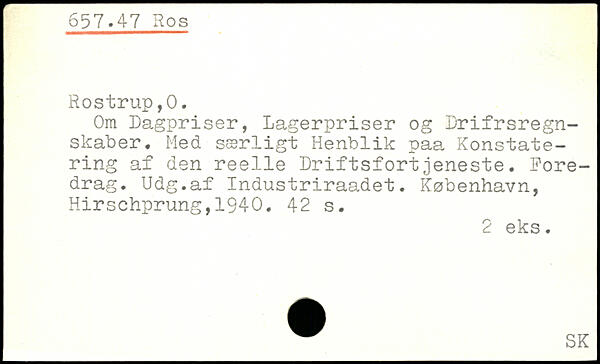 657.47 Ros
Rostrup,O.
Om Dagpriser, Lagerpriser og Drifrsregn-
skaber. Med særligt Henblik paa Konstate-
ring af den reelle Driftsfortjeneste. Fore-
drag. Udg.af Industriraadet. København,
Hirschprung,1940. 42 s.
2 eks.
SK